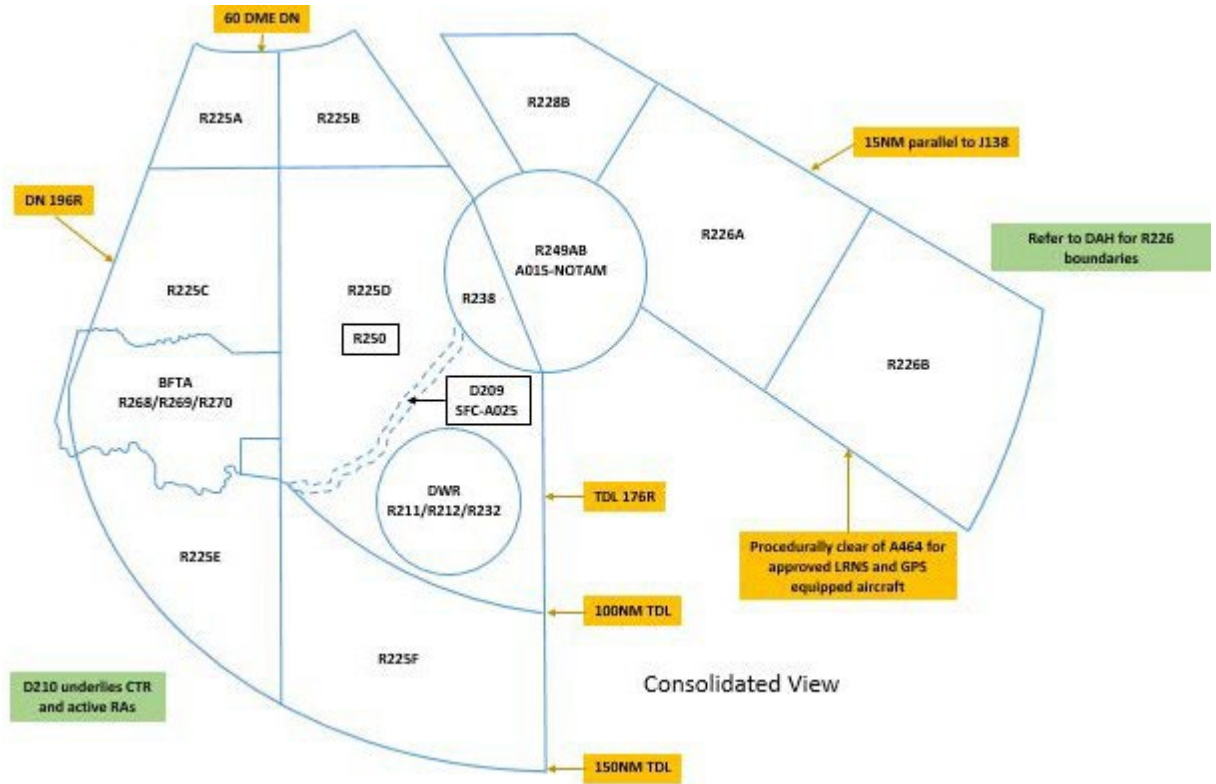 60 DME DN
R225A
R225B
R228B
15NM parallel to J138
DN 196R
R226A
Refer to DAH for R226
boundaries
R249AB
A015-NOTAM
R225C
R225D
R238
R250
R226B
BFTA
R268/R269/R270
D209
SFC-A025
DWR
R211/R212/R232
TDL 176R
R225E
Procedurally clear of A464 for
approved LRNS and GPS
equipped aircraft
100NM TDL
R225F
Consolidated View
D210 underlies CTR
and active RAs
150NM TDL